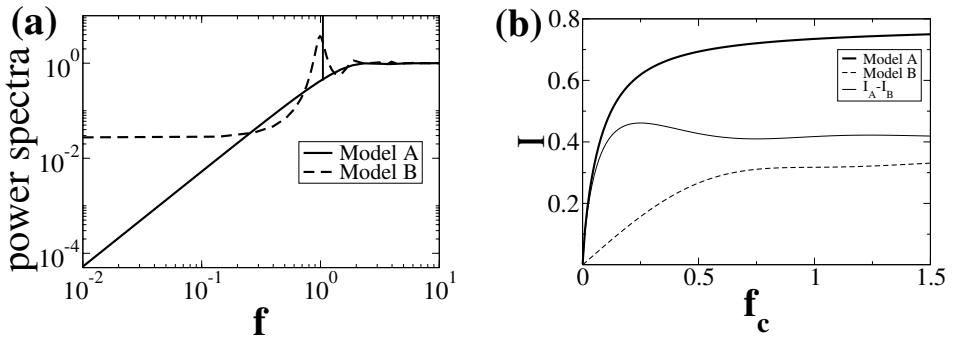 (a)
power spectra
10^0
10^-2
10^-4
Model A
Model B
10^-2
10^-1
10^0
10^1
f
(b)
I
0.8
0.6
0.4
0.2
Model A
Model B
I_A-I_B
0
0.5
1
1.5
f_c